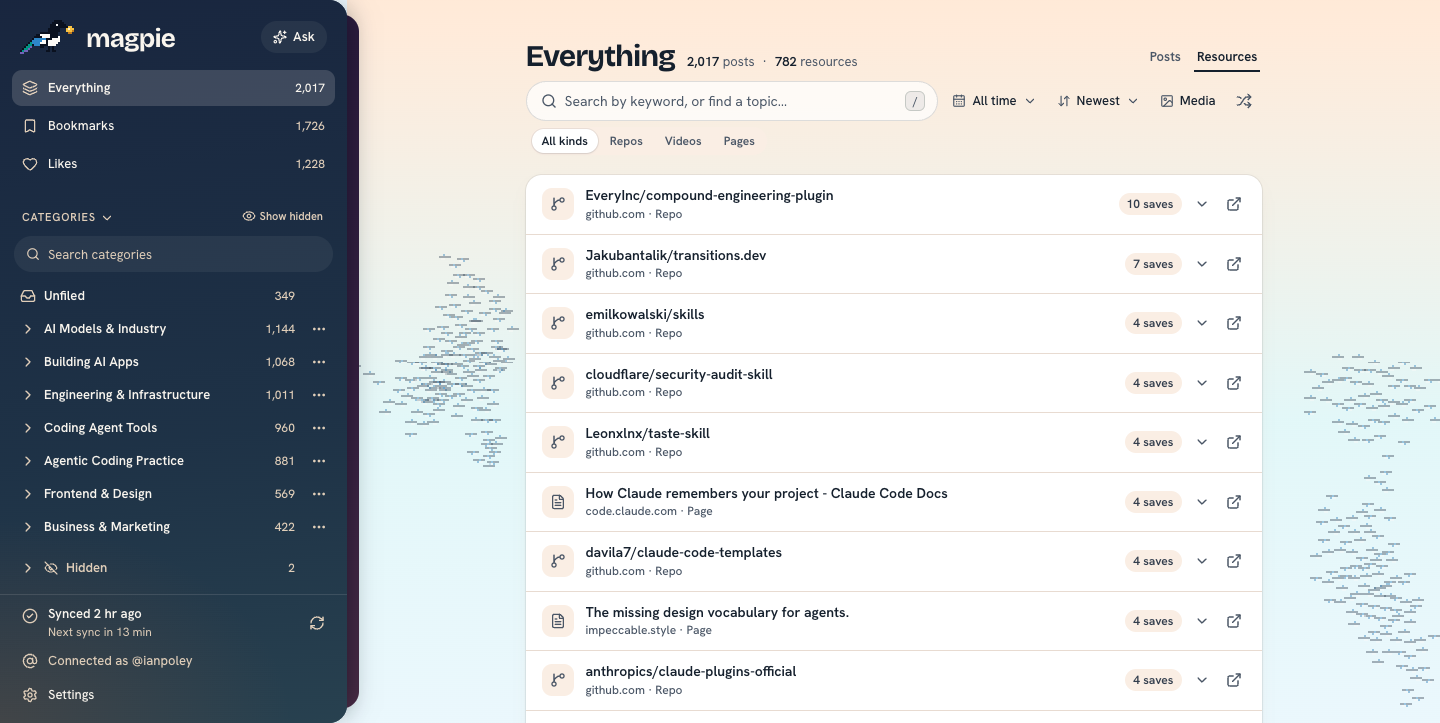 magpie
Ask
Everything 2,017
Bookmarks 1,726
Likes 1,228
CATEGORIES Show hidden
Search categories
Unfiled 349
AI Models & Industry 1,144
Building AI Apps 1,068
Engineering & Infrastructure 1,011
Coding Agent Tools 960
Agentic Coding Practice 881
Frontend & Design 569
Business & Marketing 422
Hidden 2
Synced 2 hr ago
Next sync in 13 min
Connected as @ianpoley
Settings
Everything 2,017 posts · 782 resources
Posts Resources
Search by keyword, or find a topic... /
All time Newest Media
All kinds Repos Videos Pages
EveryInc/compound-engineering-plugin
github.com · Repo
10 saves
Jakubantalik/transitions.dev
github.com · Repo
7 saves
emilkowalski/skills
github.com · Repo
4 saves
cloudflare/security-audit-skill
github.com · Repo
4 saves
Leonxlnx/taste-skill
github.com · Repo
4 saves
How Claude remembers your project - Claude Code Docs
code.claude.com · Page
4 saves
davila7/claude-code-templates
github.com · Repo
4 saves
The missing design vocabulary for agents.
impeccable.style · Page
4 saves
anthropics/claude-plugins-official
github.com · Repo
4 saves